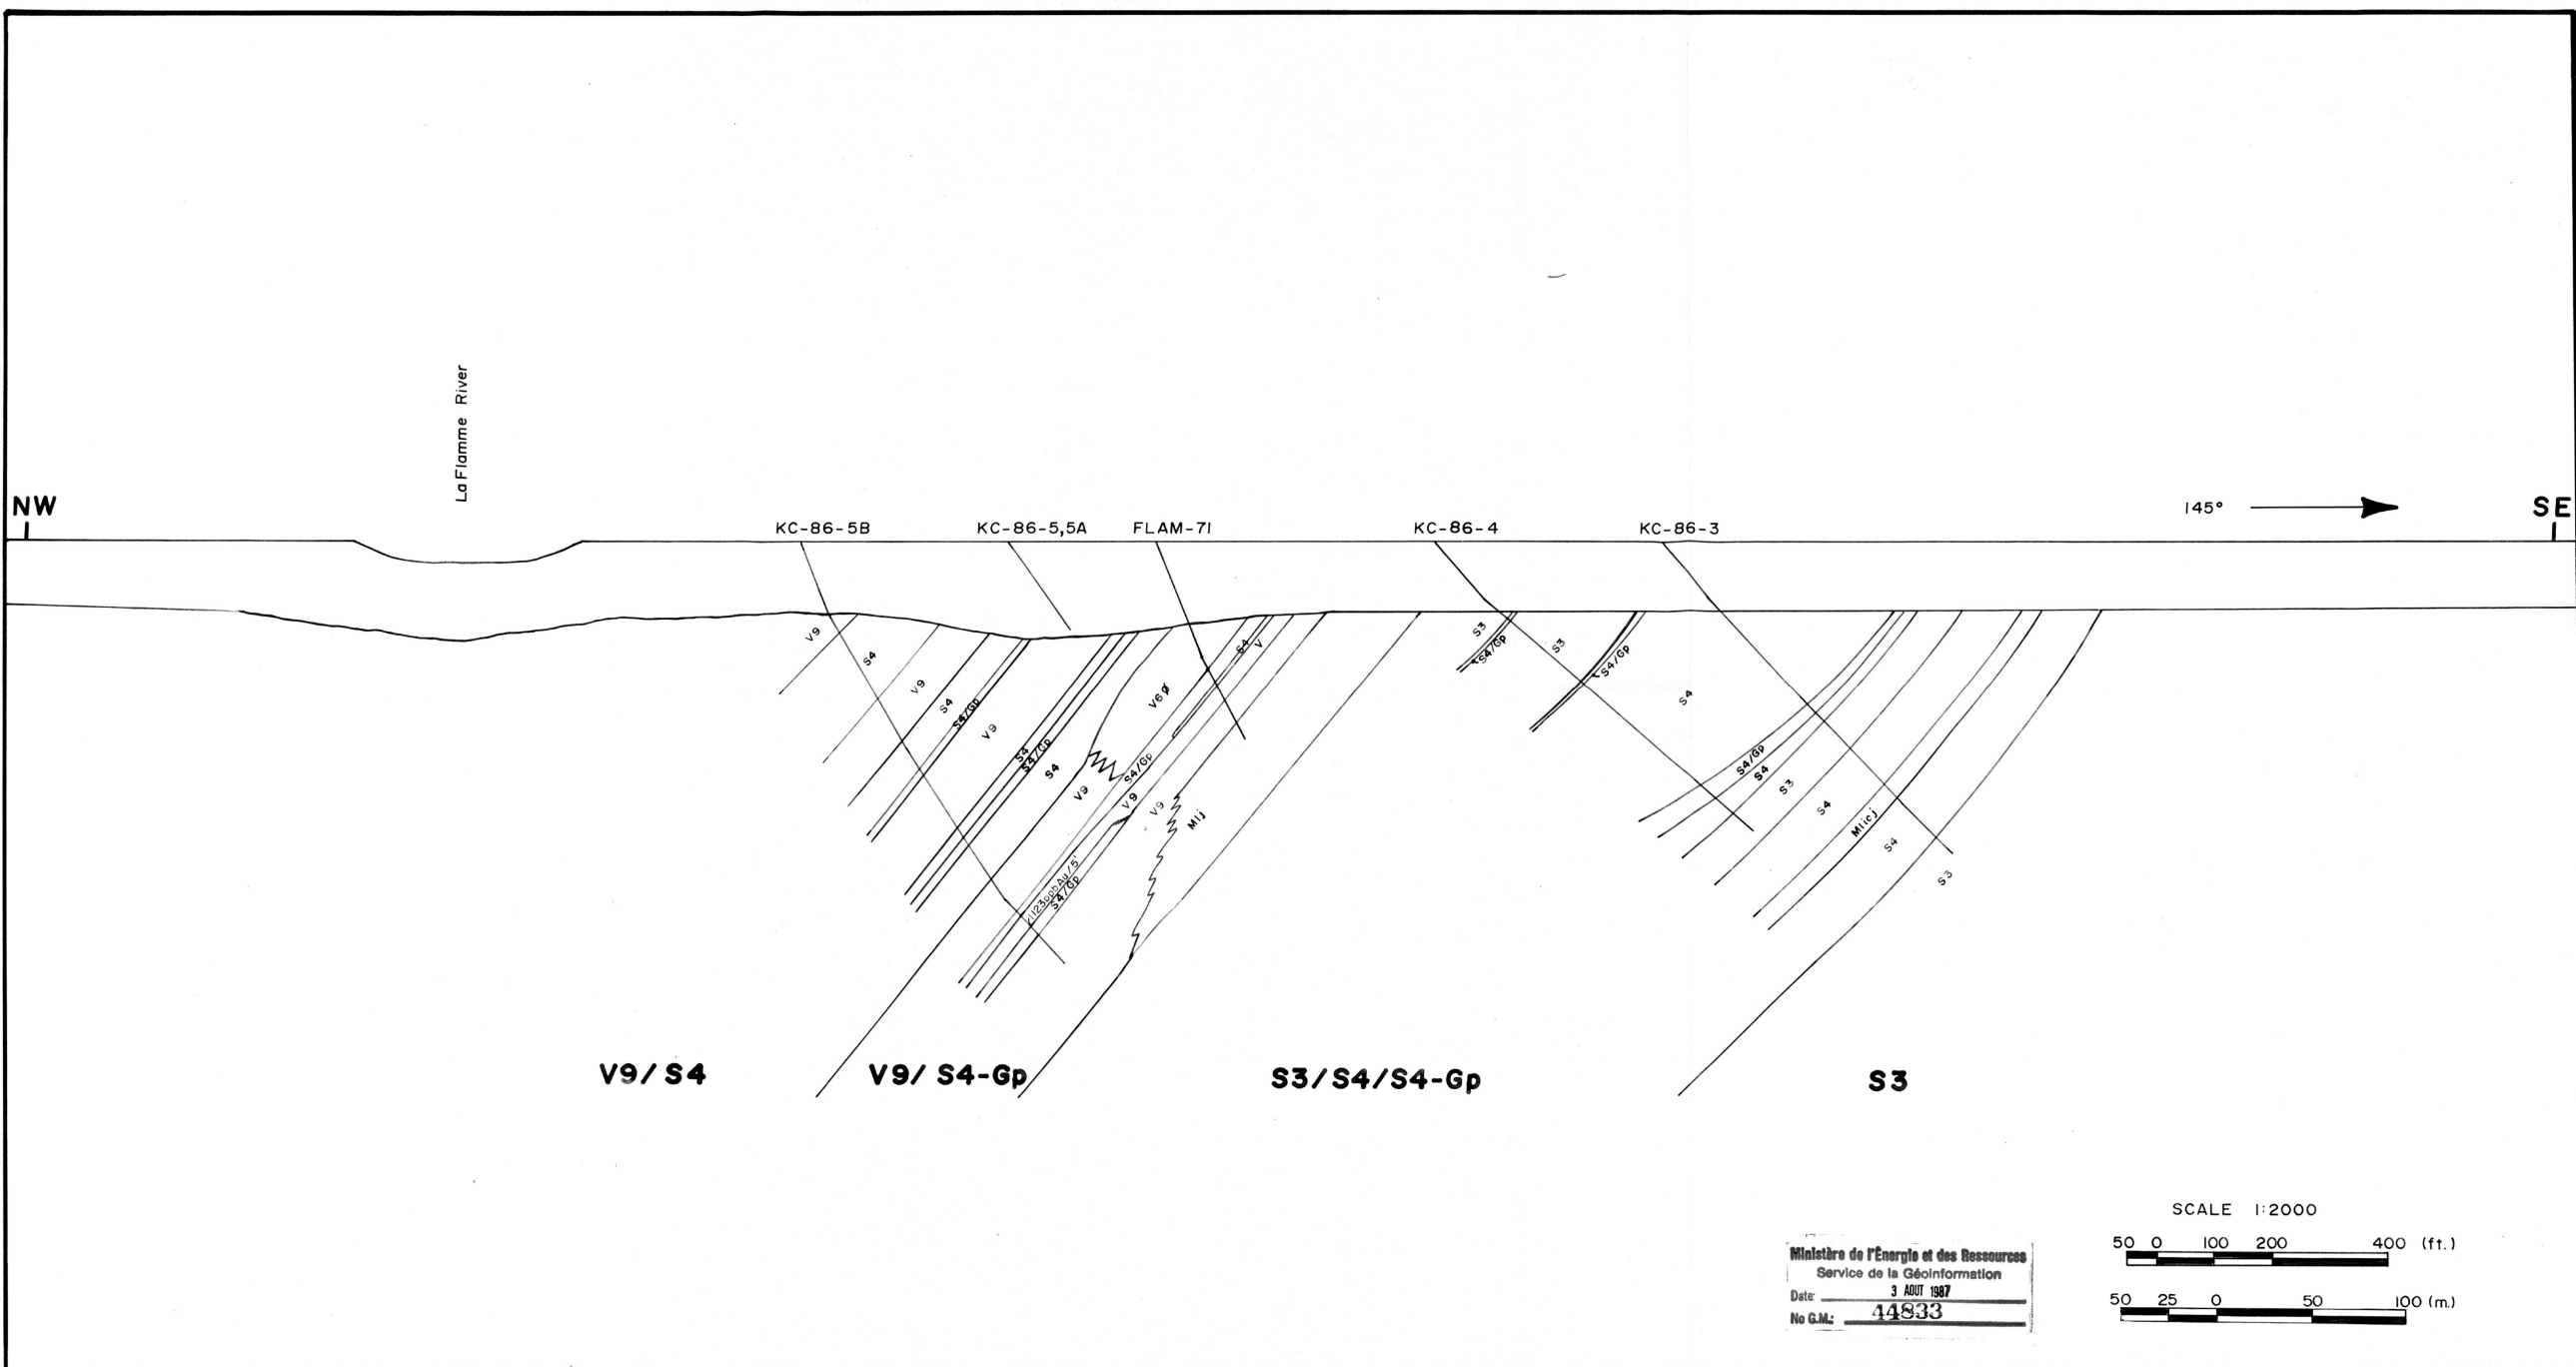 La Flamme River
NW
SE
145°
KC-86-5B
KC-86-5,5A
FLAM-71
KC-86-4
KC-86-3
V9
S4
V9
S4
S4/Gp
V9
S4
S4/Gp
S4
V9
V6ø
S4/Gp
V9
V9
S4
V
M1j
1123ppbAu/5'
S4/Gp
S3
S4/Gp
S3
S4/Gp
S4
S4/Gp
S4
S3
S4
M1icj
S4
S3
V9/S4
V9/S4-Gp
S3/S4/S4-Gp
S3
SCALE 1:2000
50 0 100 200 400 (ft.)
50 25 0 50 100 (m.)
Ministère de l'Énergie et des Ressources
Service de la Géoinformation
Date: 3 AOUT 1987
No G.M.: 44833